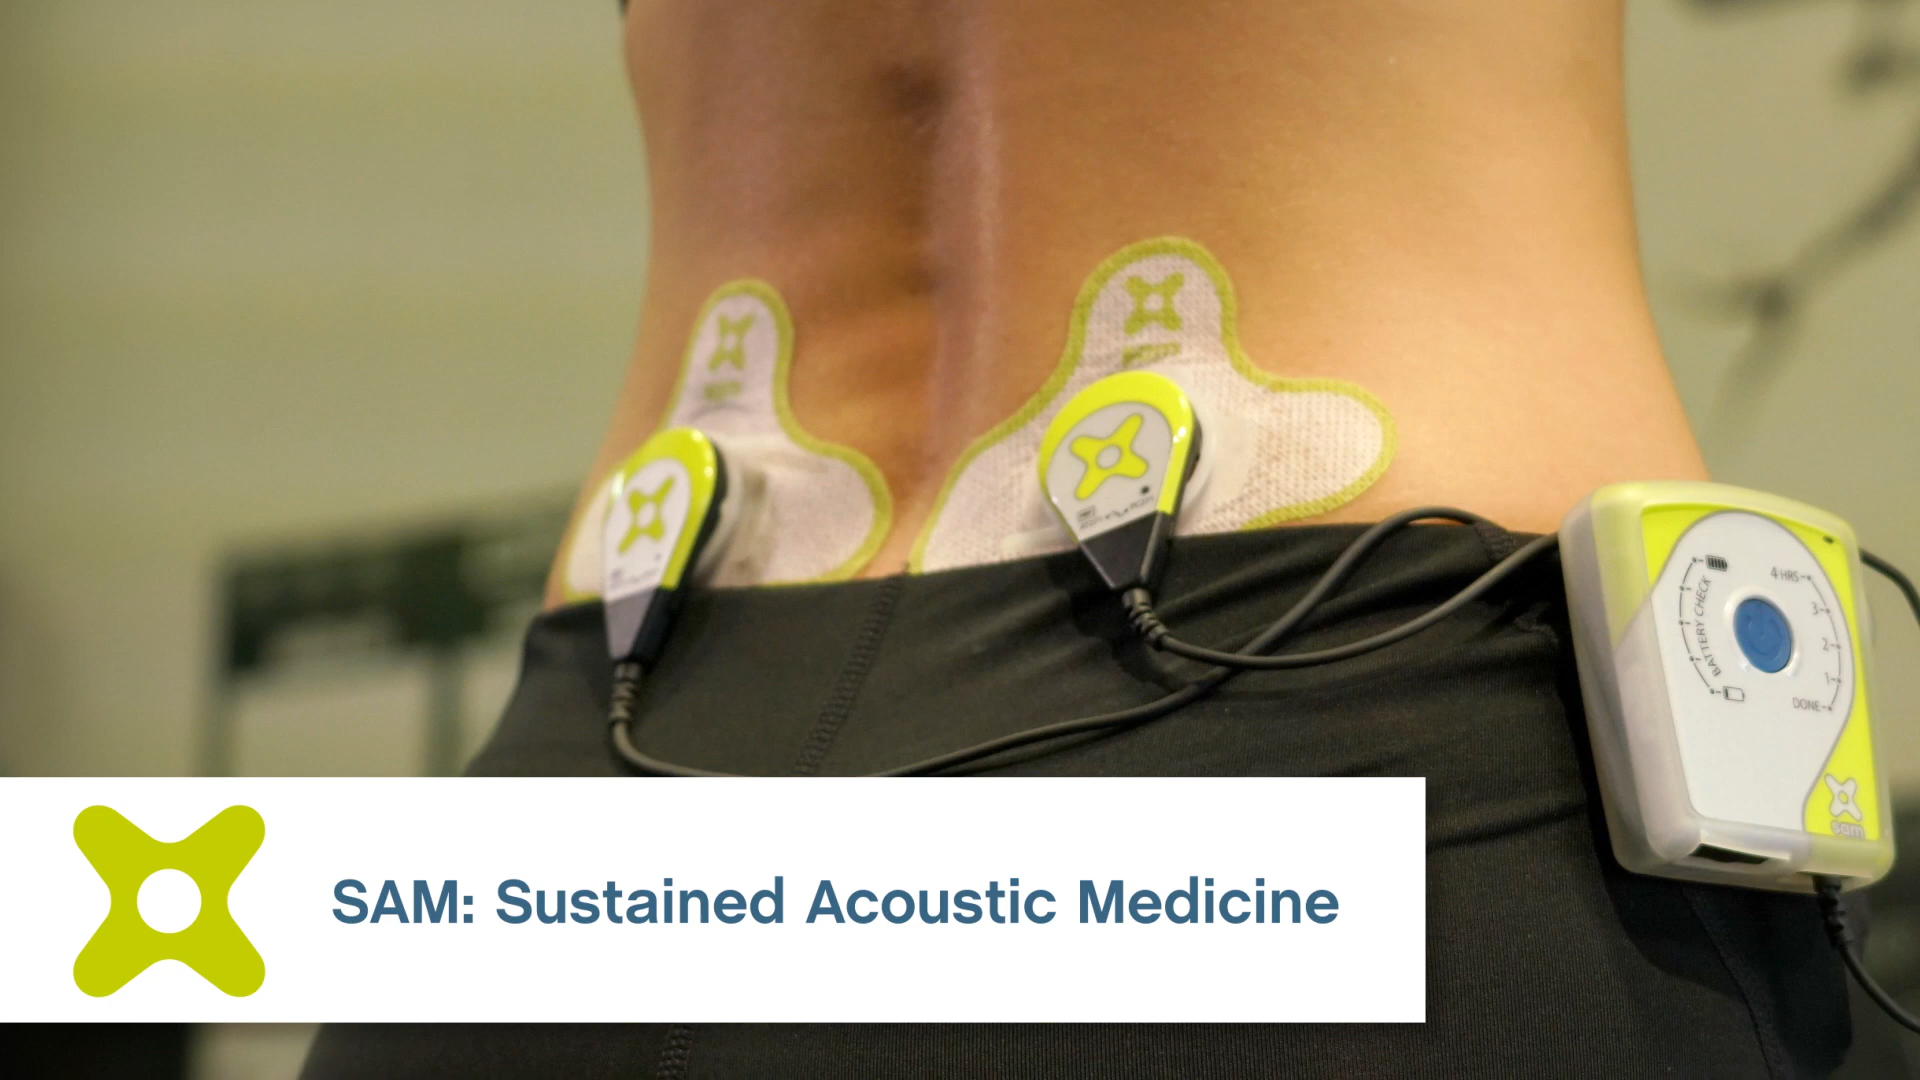 4 HRS
3
2
1
DONE
BATTERY CHECK
sam
SAM: Sustained Acoustic Medicine